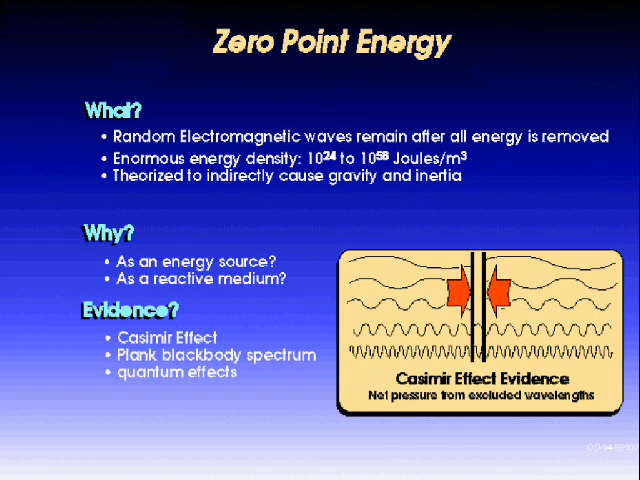 Zero Point Energy
What?
• Random Electromagnetic waves remain after all energy is removed
• Enormous energy density: 10²⁴ to 10⁵⁸ Joules/m³
• Theorized to indirectly cause gravity and inertia
Why?
• As an energy source?
• As a reactive medium?
Evidence?
• Casimir Effect
• Plank blackbody spectrum
• quantum effects
Casimir Effect Evidence
Net pressure from excluded wavelengths